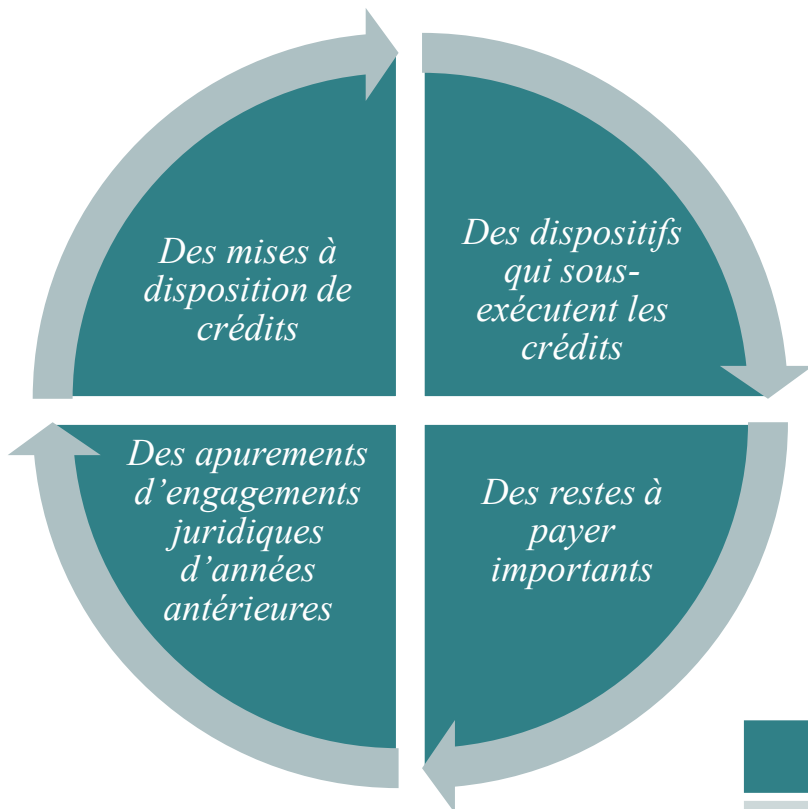 Des mises à
disposition de
crédits
Des dispositifs
qui sous-
exécutent les
crédits
Des apurements
d’engagements
juridiques
d’années
antérieures
Des restes à
payer
importants